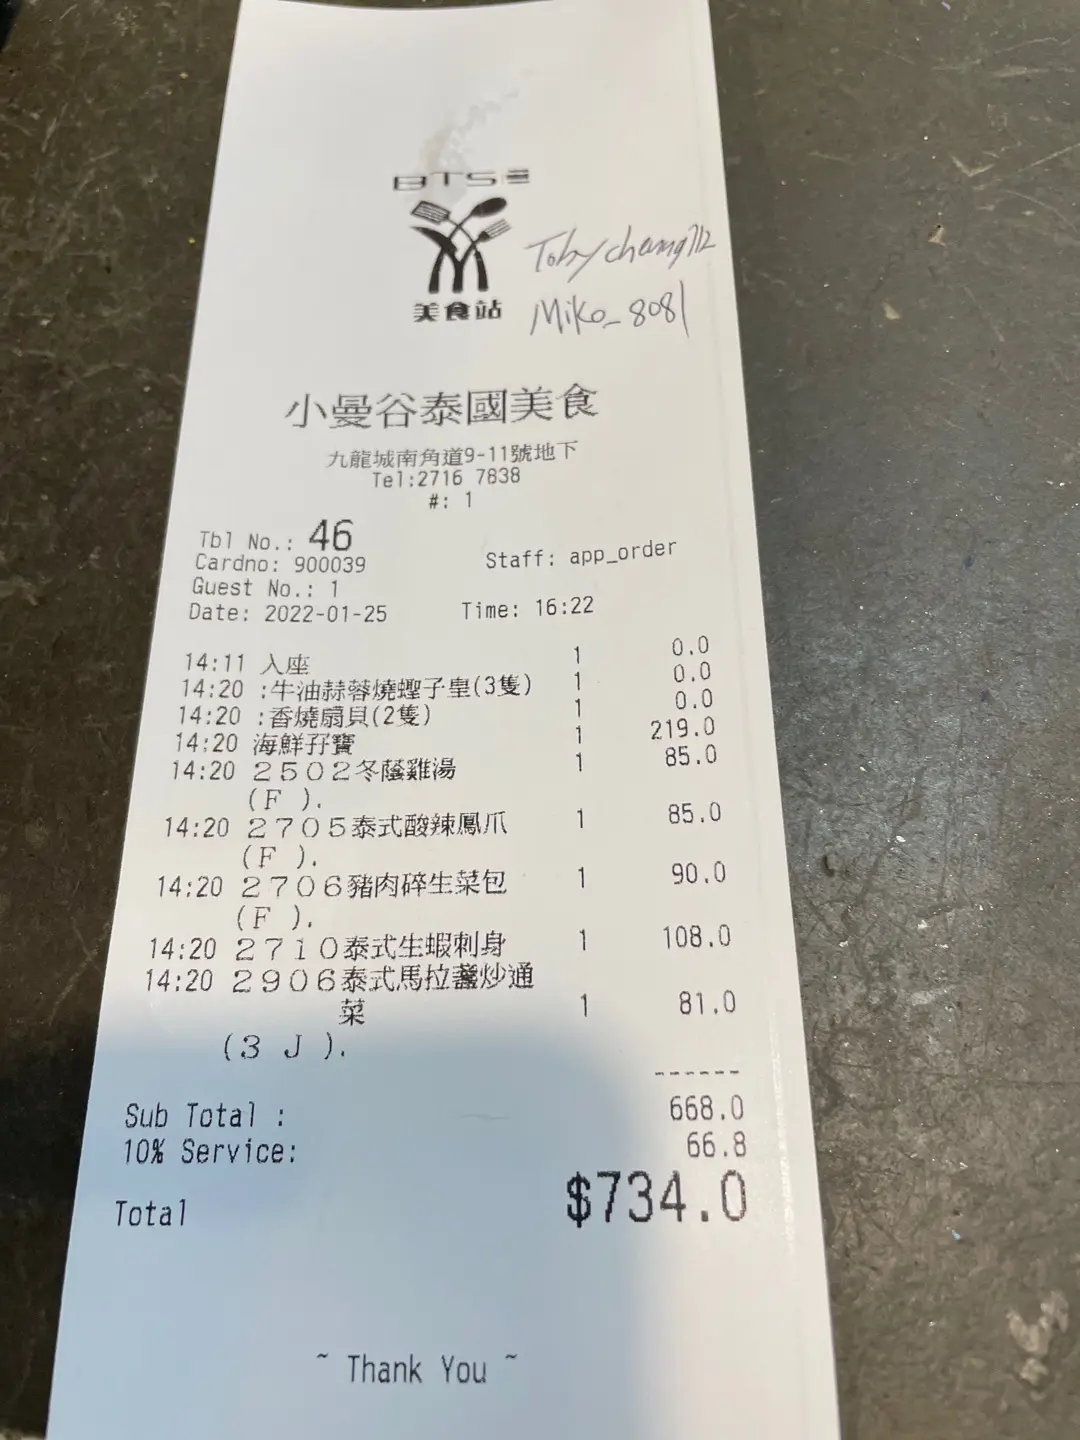 BTS
美食站
Tobychang712
Miko_8081
小曼谷泰國美食
九龍城南角道9-11號地下
Tel:2716 7838
#: 1
Tbl No.: 46
Cardno: 900039 Staff: app_order
Guest No.: 1
Date: 2022-01-25 Time: 16:22
14:11 入座 1 0.0
14:20 :牛油蒜蓉燒蟶子皇(3隻) 1 0.0
14:20 :香燒扇貝(2隻) 1 0.0
14:20 海鮮孖寶 1 219.0
14:20 2502冬蔭雞湯 1 85.0
(F ).
14:20 2705泰式酸辣鳳爪 1 85.0
(F ).
14:20 2706豬肉碎生菜包 1 90.0
(F ).
14:20 2710泰式生蝦刺身 1 108.0
14:20 2906泰式馬拉盞炒通
菜 1 81.0
(3 J ).
------
Sub Total : 668.0
10% Service: 66.8
Total $734.0
~ Thank You ~